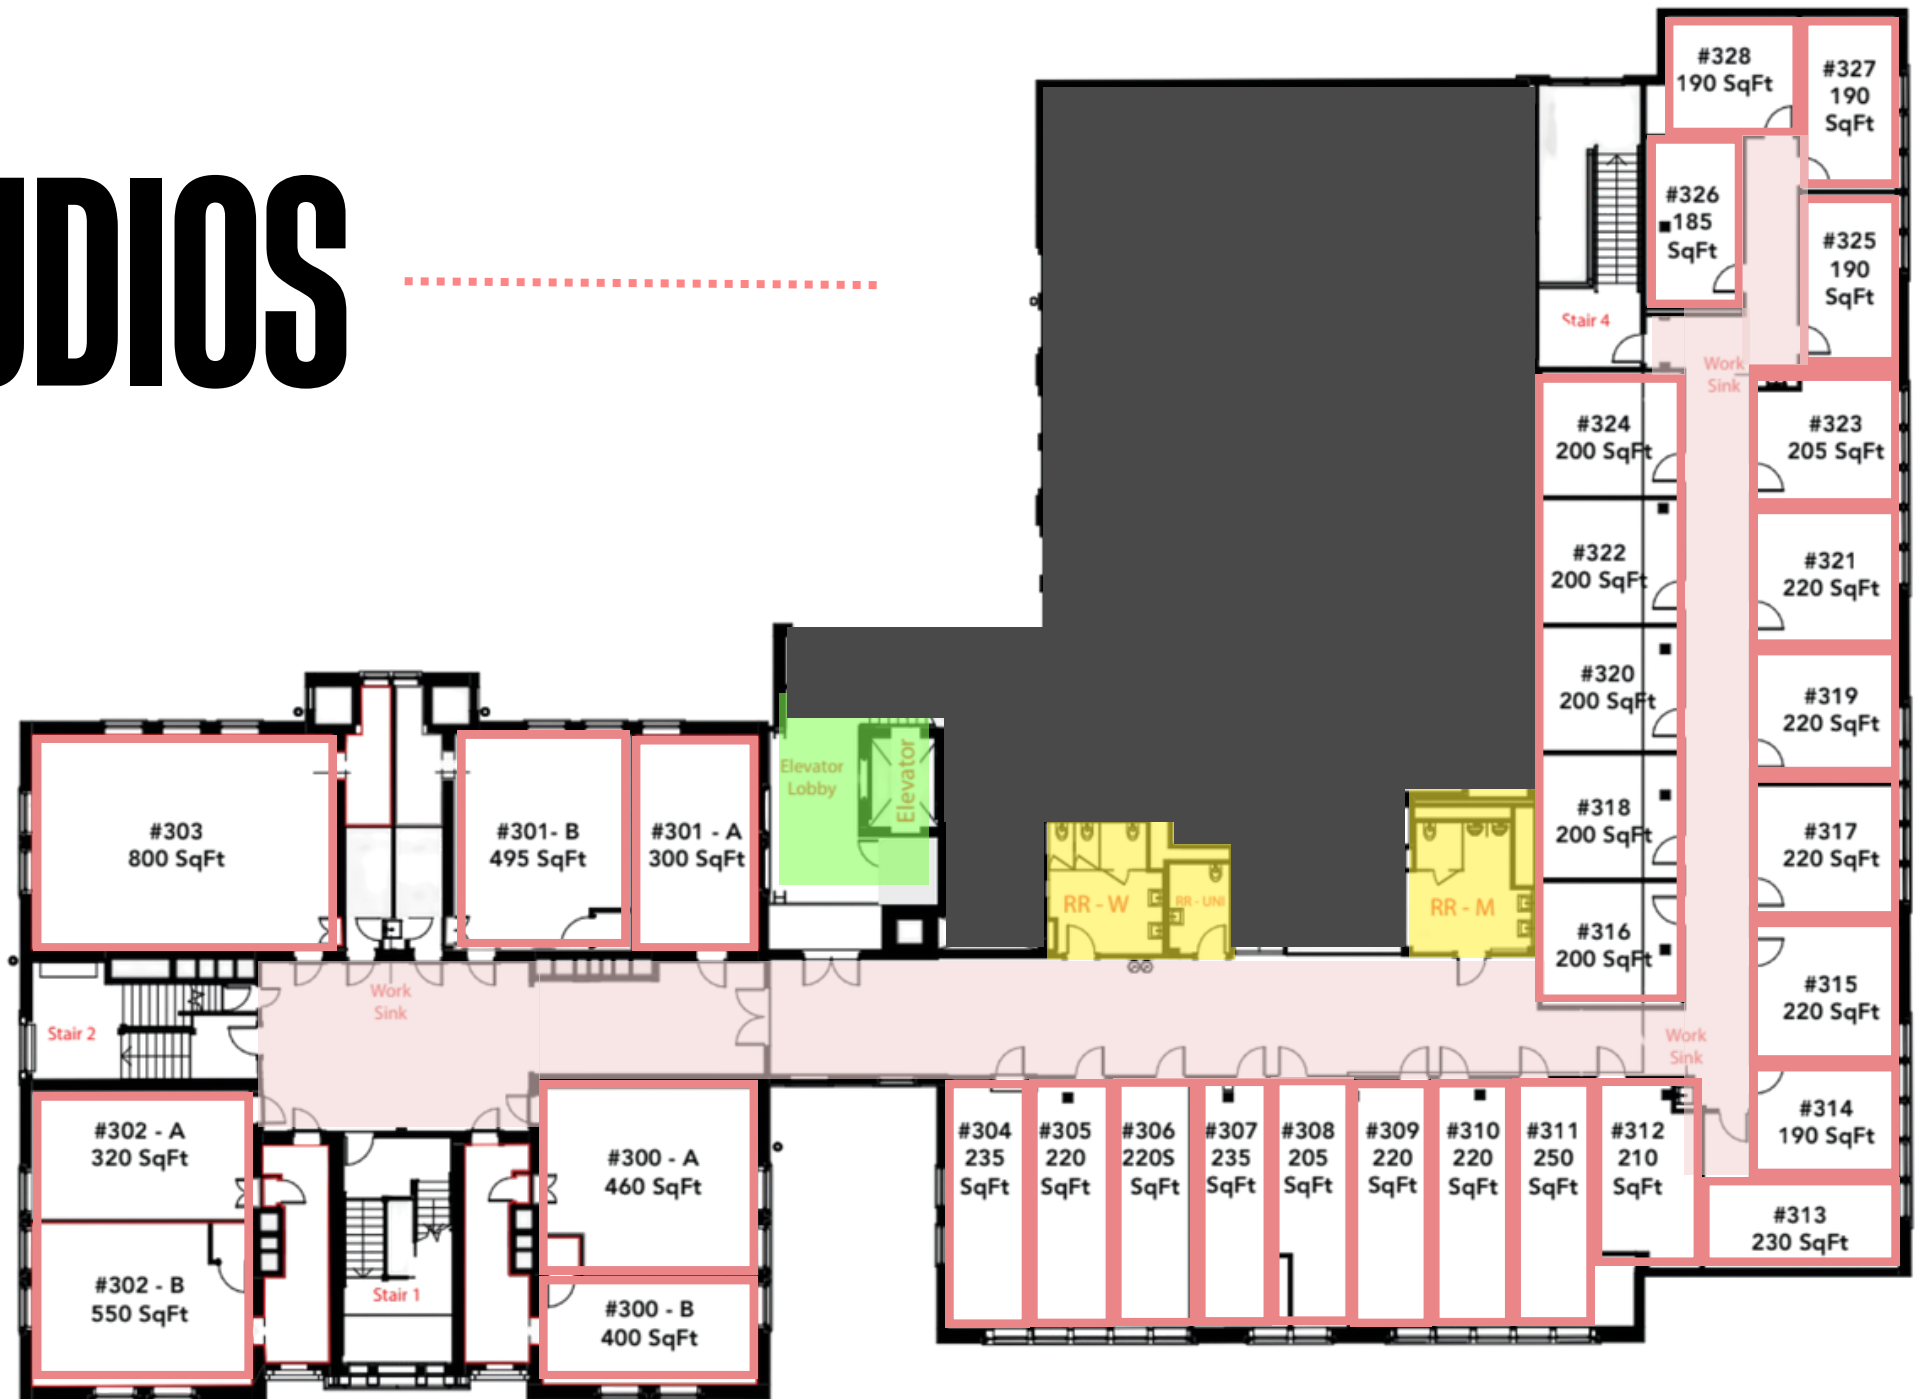 UDIOS
#328
190 SqFt
#327
190
SqFt
#326
185
SqFt
#325
190
SqFt
Stair 4
Work
Sink
#324
200 SqFt
#323
205 SqFt
#322
200 SqFt
#321
220 SqFt
#320
200 SqFt
#319
220 SqFt
#318
200 SqFt
#317
220 SqFt
#316
200 SqFt
#315
220 SqFt
Work
Sink
#314
190 SqFt
#313
230 SqFt
#303
800 SqFt
#301- B
495 SqFt
#301 - A
300 SqFt
Elevator
Lobby
Elevator
RR - W
RR - UNI
RR - M
Work
Sink
Stair 2
#302 - A
320 SqFt
#302 - B
550 SqFt
Stair 1
#300 - A
460 SqFt
#300 - B
400 SqFt
#304
235
SqFt
#305
220
SqFt
#306
220S
SqFt
#307
235
SqFt
#308
205
SqFt
#309
220
SqFt
#310
220
SqFt
#311
250
SqFt
#312
210
SqFt